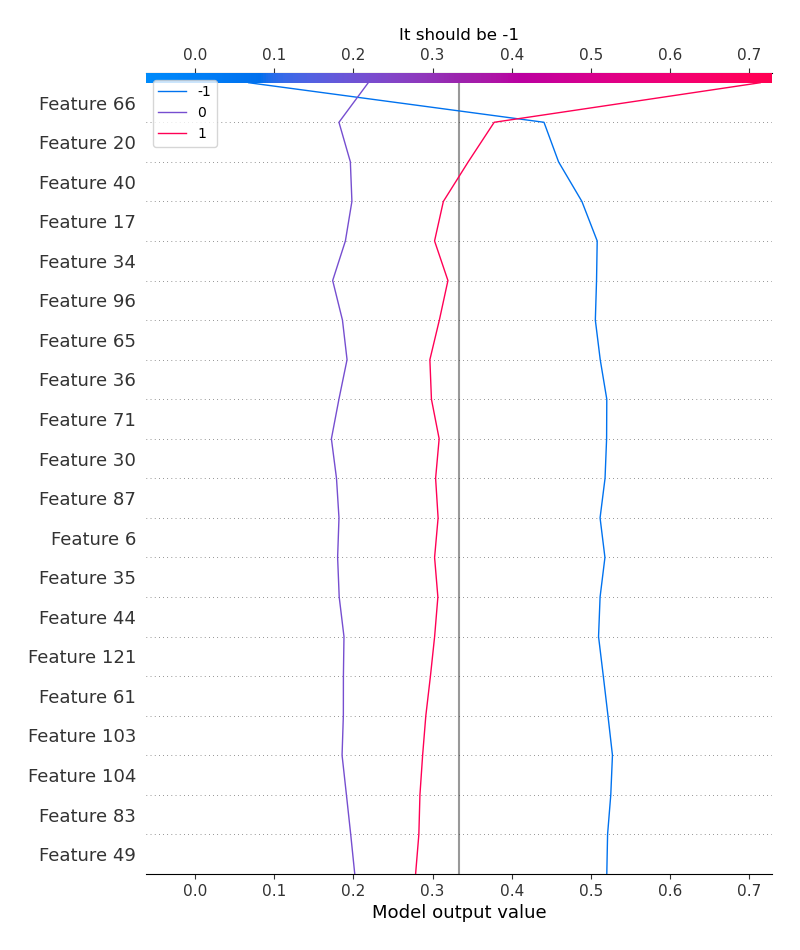 It should be -1
0.0 0.1 0.2 0.3 0.4 0.5 0.6 0.7
-1
0
1
Feature 66
Feature 20
Feature 40
Feature 17
Feature 34
Feature 96
Feature 65
Feature 36
Feature 71
Feature 30
Feature 87
Feature 6
Feature 35
Feature 44
Feature 121
Feature 61
Feature 103
Feature 104
Feature 83
Feature 49
0.0 0.1 0.2 0.3 0.4 0.5 0.6 0.7
Model output value